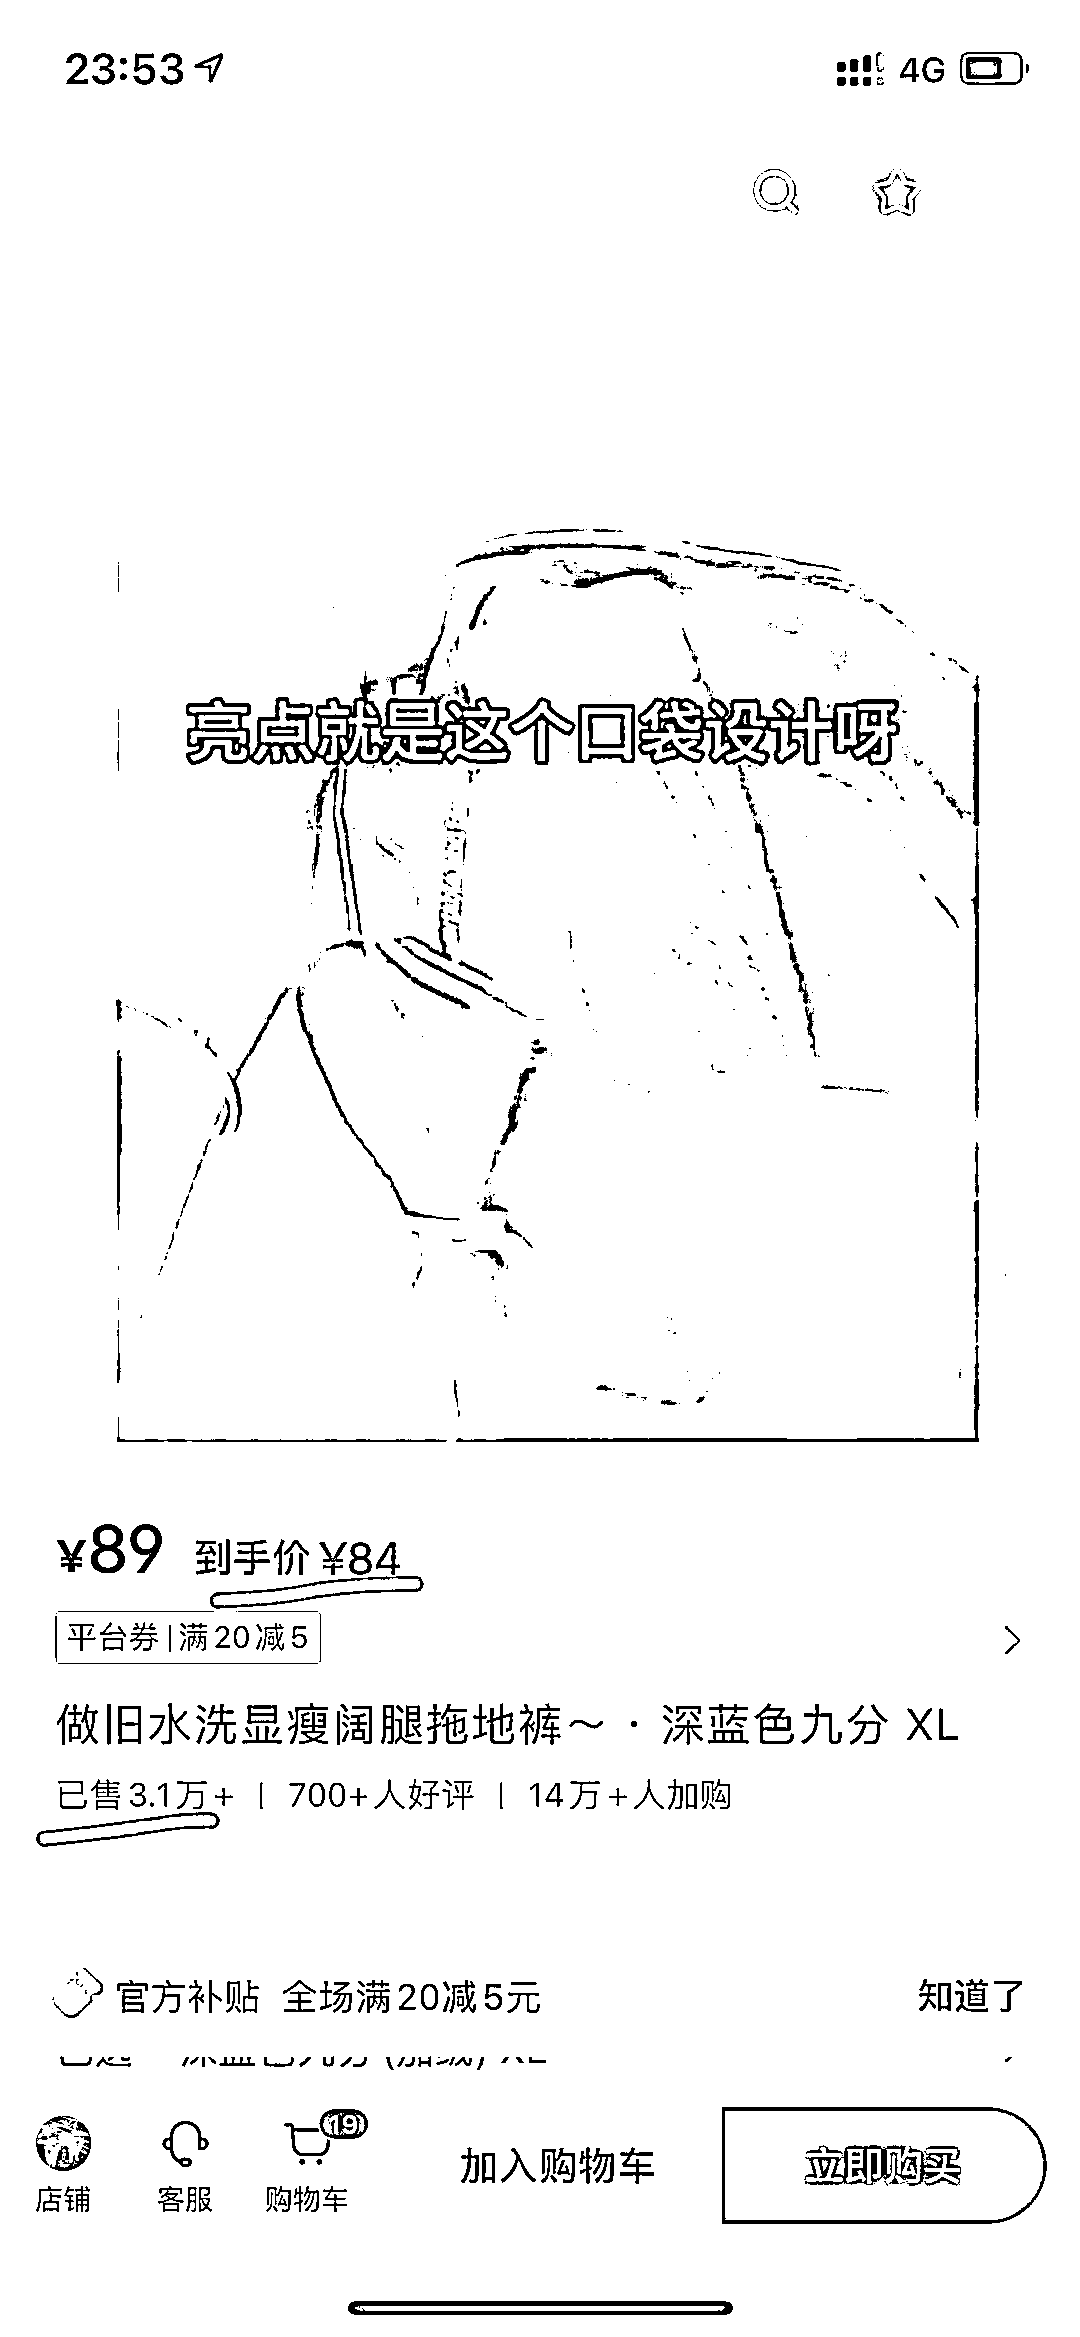 23:53
4G
亮点就是这个口袋设计呀
¥89 到手价 ¥84
平台券 | 满20减5
做旧水洗显瘦阔腿拖地裤～ · 深蓝色九分 XL
已售3.1万+ | 700+人好评 | 14万+人加购
官方补贴 全场满20减5元 知道了
19
店铺 客服 购物车 加入购物车 立即购买